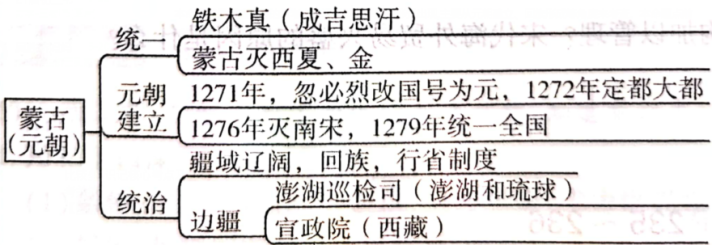 铁木真（成吉思汗）
统一
蒙古灭西夏、金
元朝
建立
1271年，忽必烈改国号为元，1272年定都大都
1276年灭南宋，1279年统一全国
蒙古
（元朝）
疆域辽阔，回族，行省制度
统治
边疆
澎湖巡检司（澎湖和琉球）
宣政院（西藏）